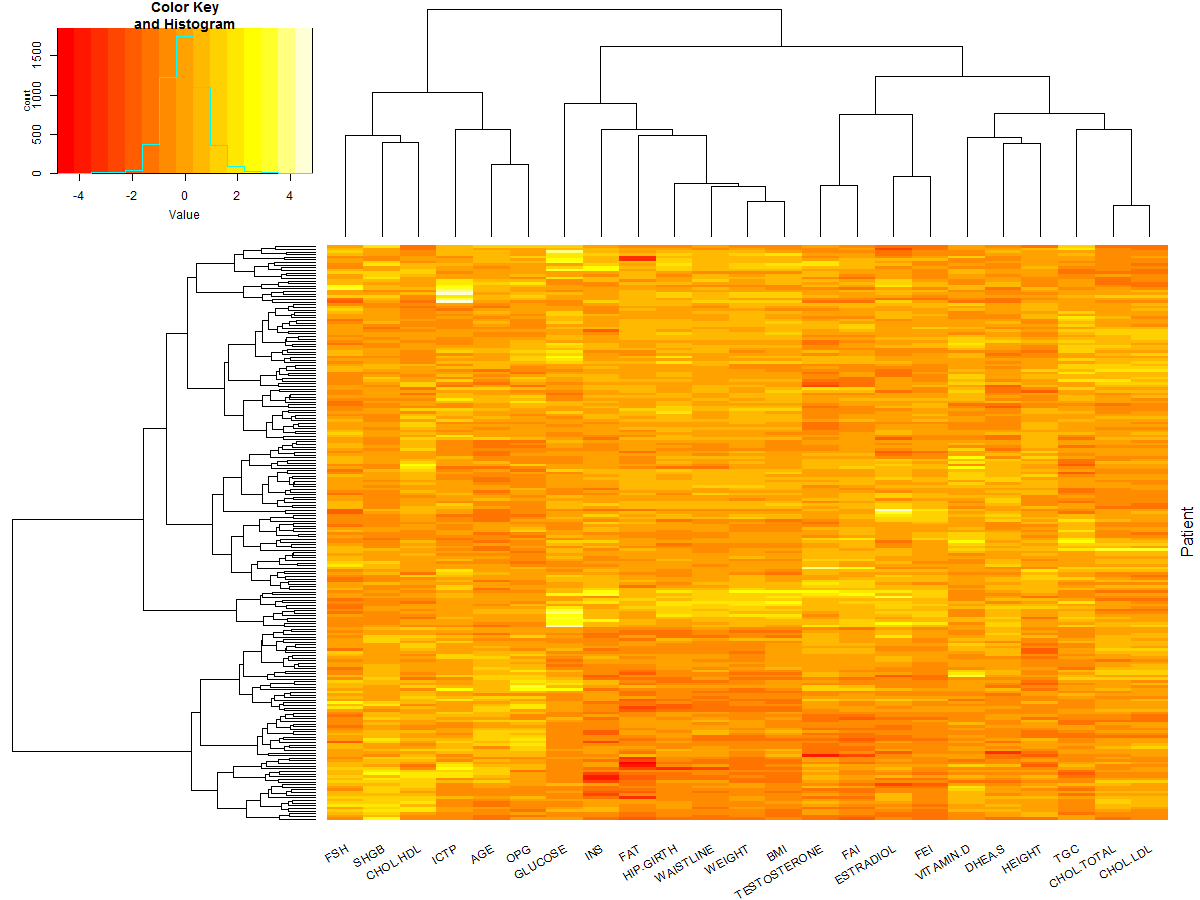 Color Key
and Histogram
Count
0
500
1000
1500
-4 -2 0 2 4
Value
Patient
FSH
SHGB
CHOL.HDL
ICTP
AGE
OPG
GLUCOSE
INS
FAT
HIP.GIRTH
WAISTLINE
WEIGHT
BMI
TESTOSTERONE
FAI
ESTRADIOL
FEI
VITAMIN.D
DHEA.S
HEIGHT
TGC
CHOL.TOTAL
CHOL.LDL